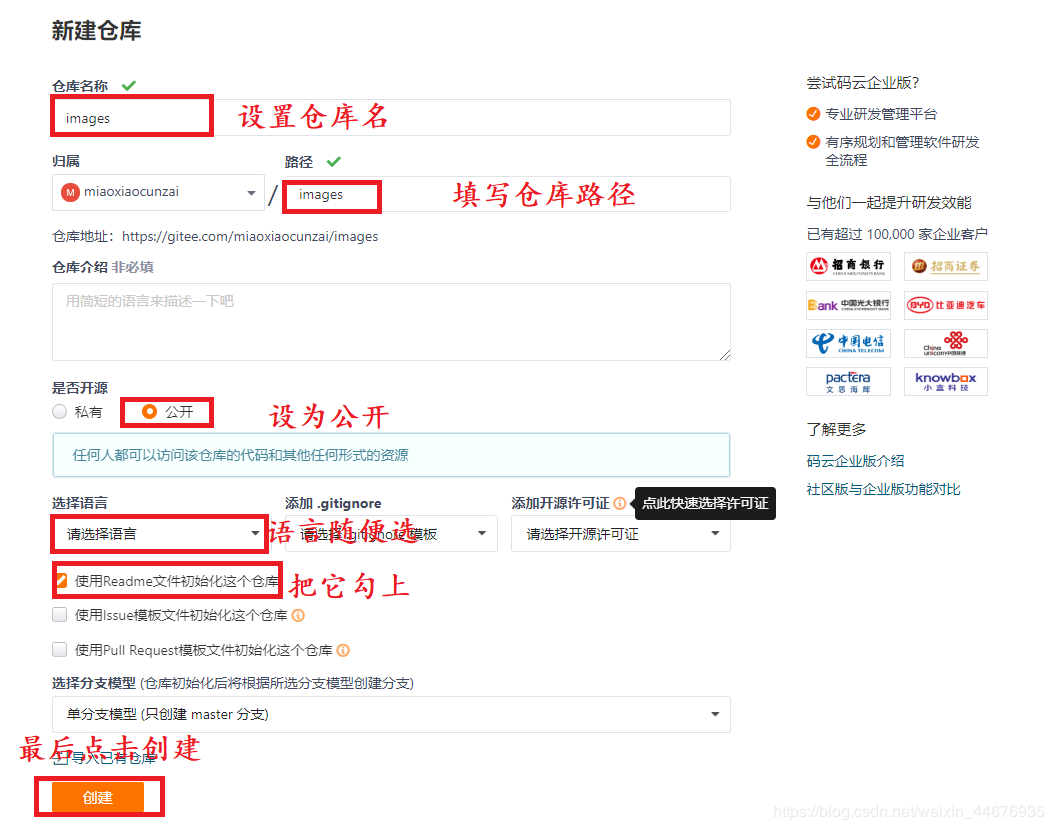 新建仓库
仓库名称
images
设置仓库名
归属
路径
M miaoxiaocunzai
/
images
填写仓库路径
仓库地址：https://gitee.com/miaoxiaocunzai/images
仓库介绍 非必填
用简短的语言来描述一下吧
是否开源
私有
公开
设为公开
任何人都可以访问该仓库的代码和其他任何形式的资源
选择语言
添加 .gitignore
添加开源许可证
点此快速选择许可证
请选择语言
语言随便选
请选择 .gitignore 模板
请选择开源许可证
使用Readme文件初始化这个仓库
把它勾上
使用Issue模板文件初始化这个仓库
使用Pull Request模板文件初始化这个仓库
选择分支模型 (仓库初始化后将根据所选分支模型创建分支)
单分支模型 (只创建 master 分支)
最后点击创建
导入已有仓库
创建
尝试码云企业版?
专业研发管理平台
有序规划和管理软件研发
全流程
与他们一起提升研发效能
已有超过 100,000 家企业客户
招商银行
CHINA MERCHANTS BANK
招商证券
Bank 中国光大银行
CHINA EVERBRIGHT BANK
BYD 比亚迪汽车
中国电信
CHINA TELECOM
China
unicom中国联通
pactera
文思海辉
knowbox
小盒科技
了解更多
码云企业版介绍
社区版与企业版功能对比
https://blog.csdn.net/weixin_44676935